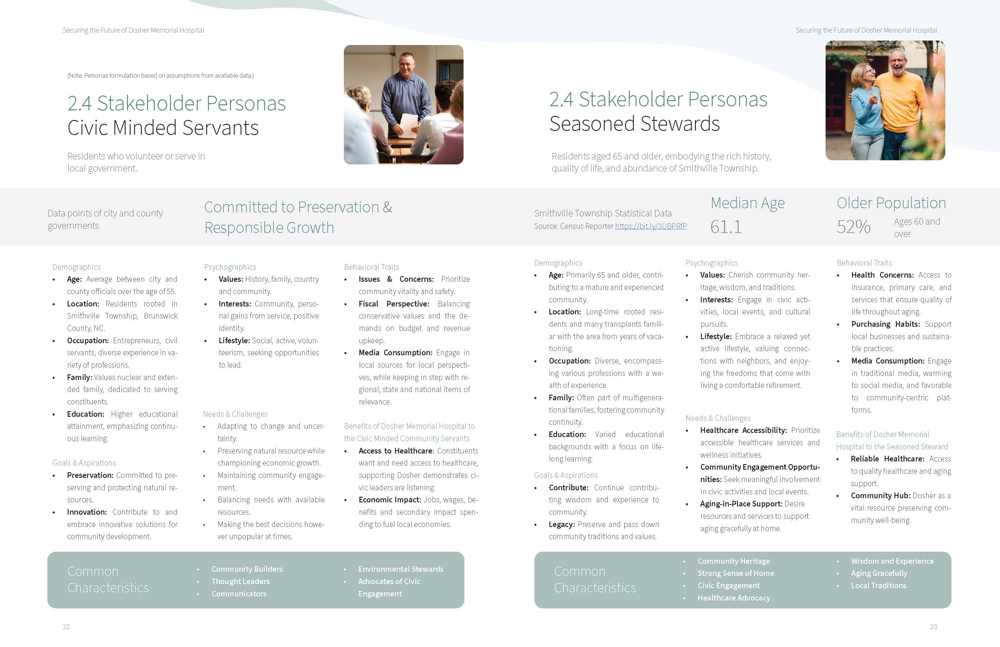 Securing the Future of Dosher Memorial Hospital
(Note: Personas formulation based on assumptions from available data.)
2.4 Stakeholder Personas
Civic Minded Servants
Residents who volunteer or serve in
local government.
Data points of city and county
governments
Committed to Preservation &
Responsible Growth
Demographics
• Age: Average between city and
county officials over the age of 55.
• Location: Residents rooted in
Smithville Township, Brunswick
County, NC.
• Occupation: Entrepreneurs, civil
servants, diverse experience in va-
riety of professions.
• Family: Values nuclear and exten-
ded family, dedicated to serving
constituents.
• Education: Higher educational
attainment, emphasizing continu-
ous learning.
Goals & Aspirations
• Preservation: Committed to pre-
serving and protecting natural re-
sources.
• Innovation: Contribute to and
embrace innovative solutions for
community development.
Psychographics
• Values: History, family, country
and community.
• Interests: Community, perso-
nal gains from service, positive
identity.
• Lifestyle: Social, active, volun-
teerism, seeking opportunities
to lead.
Needs & Challenges
• Adapting to change and uncer-
tainty.
• Preserving natural resource while
championing economic growth.
• Maintaining community engage-
ment.
• Balancing needs with available
resources.
• Making the best decisions howe-
ver unpopular at times.
Behavioral Traits
• Issues & Concerns: Prioritize
community vitality and safety.
• Fiscal Perspective: Balancing
conservative values and the de-
mands on budget and revenue
upkeep.
• Media Consumption: Engage in
local sources for local perspecti-
ves, while keeping in step with re-
gional, state and national items of
relevance.
Benefits of Dosher Memorial Hospital to
the Civic Minded Community Servants
• Access to Healthcare: Constituents
want and need access to healthcare,
supporting Dosher demonstrates ci-
vic leaders are listening.
• Economic Impact: Jobs, wages, be-
nefits and secondary impact spen-
ding to fuel local economies.
Common
Characteristics
• Community Builders
• Thought Leaders
• Communicators
• Environmental Stewards
• Advocates of Civic
Engagement
22
Securing the Future of Dosher Memorial Hospital
2.4 Stakeholder Personas
Seasoned Stewards
Residents aged 65 and older, embodying the rich history,
quality of life, and abundance of Smithville Township.
Smithville Township Statistical Data
Source: Census Reporter https://bit.ly/3UBPRfP
Median Age
61.1
Older Population
52%
Ages 60 and
over
Demographics
• Age: Primarily 65 and older, contri-
buting to a mature and experienced
community.
• Location: Long-time rooted resi-
dents and many transplants famili-
ar with the area from years of vaca-
tioning.
• Occupation: Diverse, encompass-
ing various professions with a we-
alth of experience.
• Family: Often part of multigenera-
tional families, fostering community
continuity.
• Education: Varied educational
backgrounds with a focus on life-
long learning.
Goals & Aspirations
• Contribute: Continue contribu-
ting wisdom and experience to
community.
• Legacy: Preserve and pass down
community traditions and values.
Psychographics
• Values: Cherish community her-
itage, wisdom, and traditions.
• Interests: Engage in civic acti-
vities, local events, and cultural
pursuits.
• Lifestyle: Embrace a relaxed yet
active lifestyle, valuing connec-
tions with neighbors, and enjoy-
ing the freedoms that come with
living a comfortable retirement.
Needs & Challenges
• Healthcare Accessibility: Prioritize
accessible healthcare services and
wellness initiatives.
• Community Engagement Opportu-
nities: Seek meaningful involvement
in civic activities and local events.
• Aging-in-Place Support: Desire
resources and services to support
aging gracefully at home.
Behavioral Traits
• Health Concerns: Access to
insurance, primary care, and
services that ensure quality of
life throughout aging.
• Purchasing Habits: Support
local businesses and sustaina-
ble practices.
• Media Consumption: Engage
in traditional media, warming
to social media, and favorable
to community-centric plat-
forms.
Benefits of Dosher Memorial
Hospital to the Seasoned Steward
• Reliable Healthcare: Access
to quality healthcare and aging
support.
• Community Hub: Dosher as a
vital resource preserving com-
munity well-being.
Common
Characteristics
• Community Heritage
• Strong Sense of Home
• Civic Engagement
• Healthcare Advocacy
• Wisdom and Experience
• Aging Gracefully
• Local Traditions
23